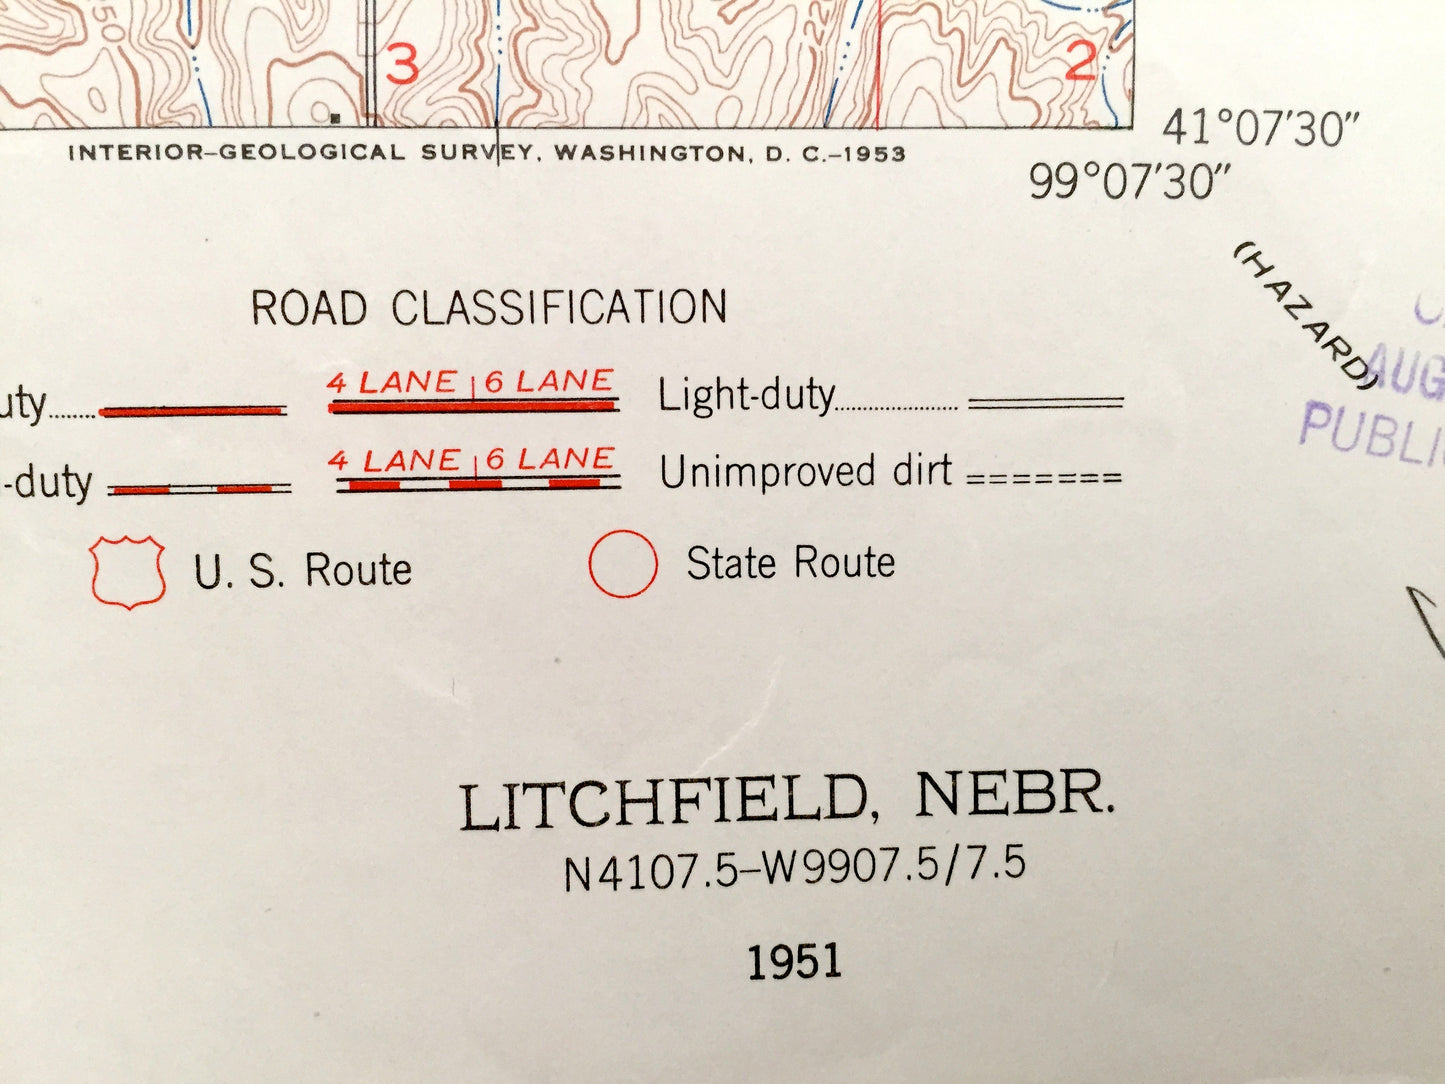 50
3
22
2
41°07′30″
INTERIOR–GEOLOGICAL SURVEY, WASHINGTON, D. C.–1953
99°07′30″
(HAZARD)
AUG
PUBLI
ROAD CLASSIFICATION
uty
4 LANE | 6 LANE
Light-duty
-duty
4 LANE | 6 LANE
Unimproved dirt
U. S. Route
State Route
LITCHFIELD, NEBR.
N4107.5–W9907.5/7.5
1951